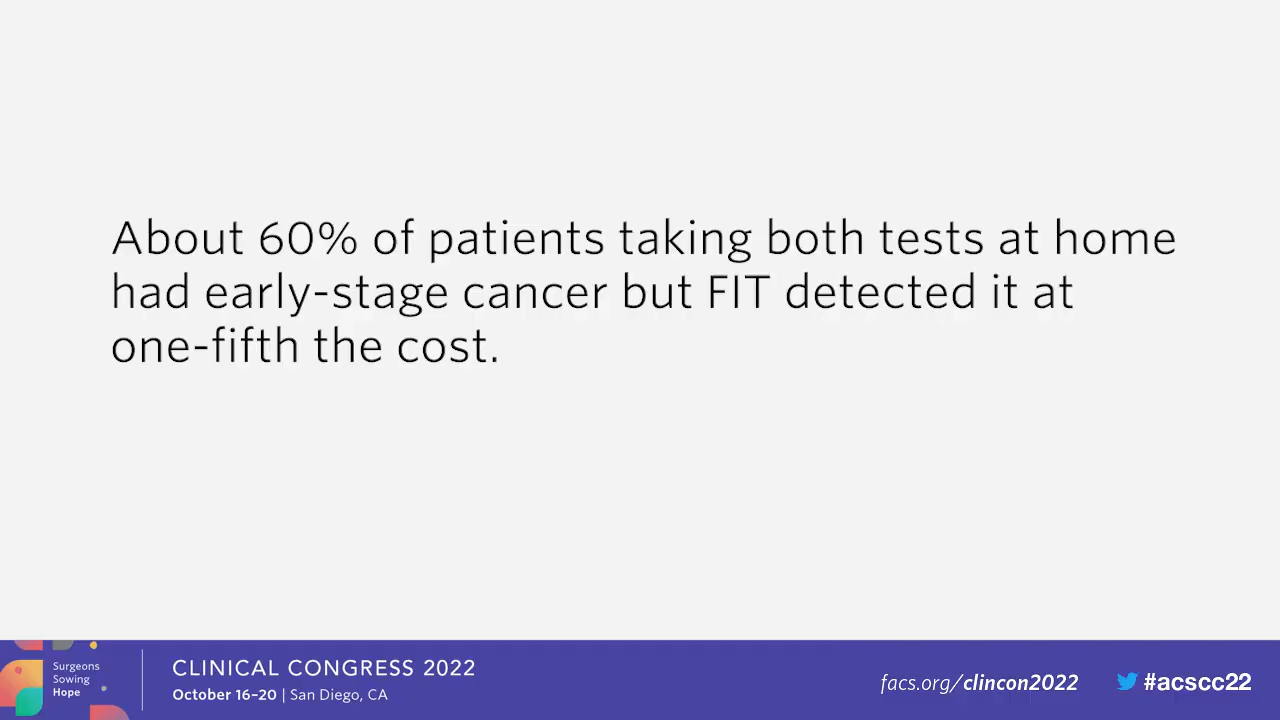 About 60% of patients taking both tests at home
had early-stage cancer but FIT detected it at
one-fifth the cost.
Surgeons
Sowing
Hope
CLINICAL CONGRESS 2022
October 16–20 | San Diego, CA
facs.org/clincon2022
#acscc22